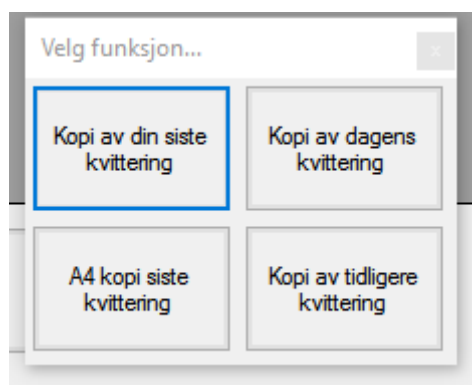 Velg funksjon...
x
Kopi av din siste
kvittering
Kopi av dagens
kvittering
A4 kopi siste
kvittering
Kopi av tidligere
kvittering